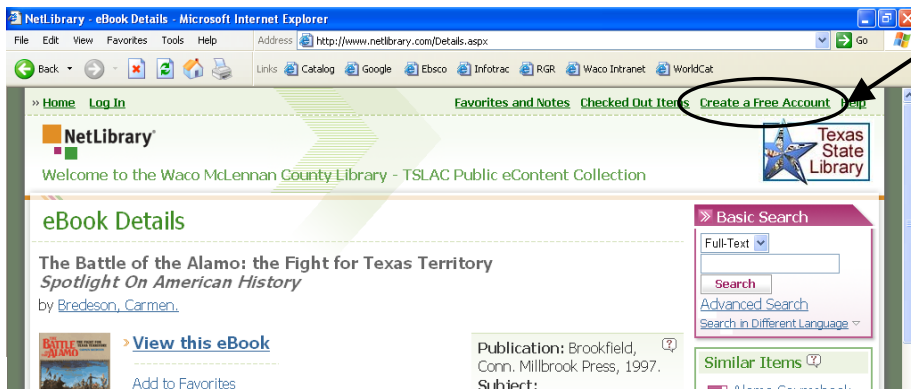 NetLibrary - eBook Details - Microsoft Internet Explorer
File Edit View Favorites Tools Help Address http://www.netlibrary.com/Details.aspx Go
Back Links Catalog Google Ebsco Infotrac RGR Waco Intranet WorldCat
» Home Log In Favorites and Notes Checked Out Items Create a Free Account Help
NetLibrary
Texas
State
Library
Welcome to the Waco McLennan County Library - TSLAC Public eContent Collection
eBook Details
» Basic Search
Full-Text
Search
Advanced Search
Search in Different Language
The Battle of the Alamo: the Fight for Texas Territory
Spotlight On American History
by Bredeson, Carmen.
BATTLE
ALAMO
> View this eBook
Add to Favorites
Publication: Brookfield, ?
Conn. Millbrook Press, 1997.
Subject:
Similar Items ?
Alamo Sourcebook